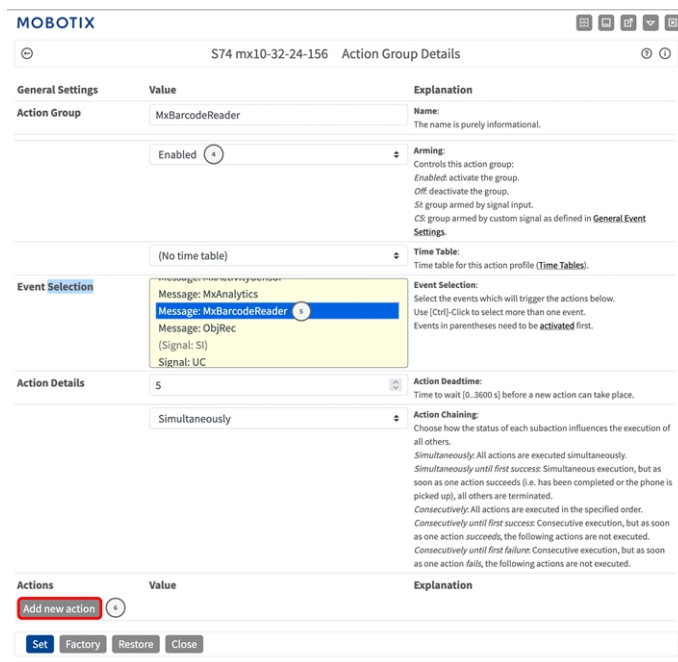 MOBOTIX
S74 mx10-32-24-156 Action Group Details
General Settings Value Explanation
Action Group MxBarcodeReader Name:
The name is purely informational.
Enabled 4 Arming:
Controls this action group:
Enabled: activate the group.
Off: deactivate the group.
SI: group armed by signal input.
CS: group armed by custom signal as defined in General Event
Settings.
(No time table) Time Table:
Time table for this action profile (Time Tables).
Event Selection Message: MxActivitySensor Event Selection:
Message: MxAnalytics Select the events which will trigger the actions below.
Message: MxBarcodeReader 5 Use [Ctrl]-Click to select more than one event.
Message: ObjRec Events in parentheses need to be activated first.
(Signal: SI)
Signal: UC
Action Details 5 Action Deadtime:
Time to wait [0..3600 s] before a new action can take place.
Simultaneously Action Chaining:
Choose how the status of each subaction influences the execution of
all others.
Simultaneously: All actions are executed simultaneously.
Simultaneously until first success: Simultaneous execution, but as
soon as one action succeeds (i.e. has been completed or the phone is
picked up), all others are terminated.
Consecutively: All actions are executed in the specified order.
Consecutively until first success: Consecutive execution, but as soon
as one action succeeds, the following actions are not executed.
Consecutively until first failure: Consecutive execution, but as soon
as one action fails, the following actions are not executed.
Actions Value Explanation
Add new action 6
Set Factory Restore Close